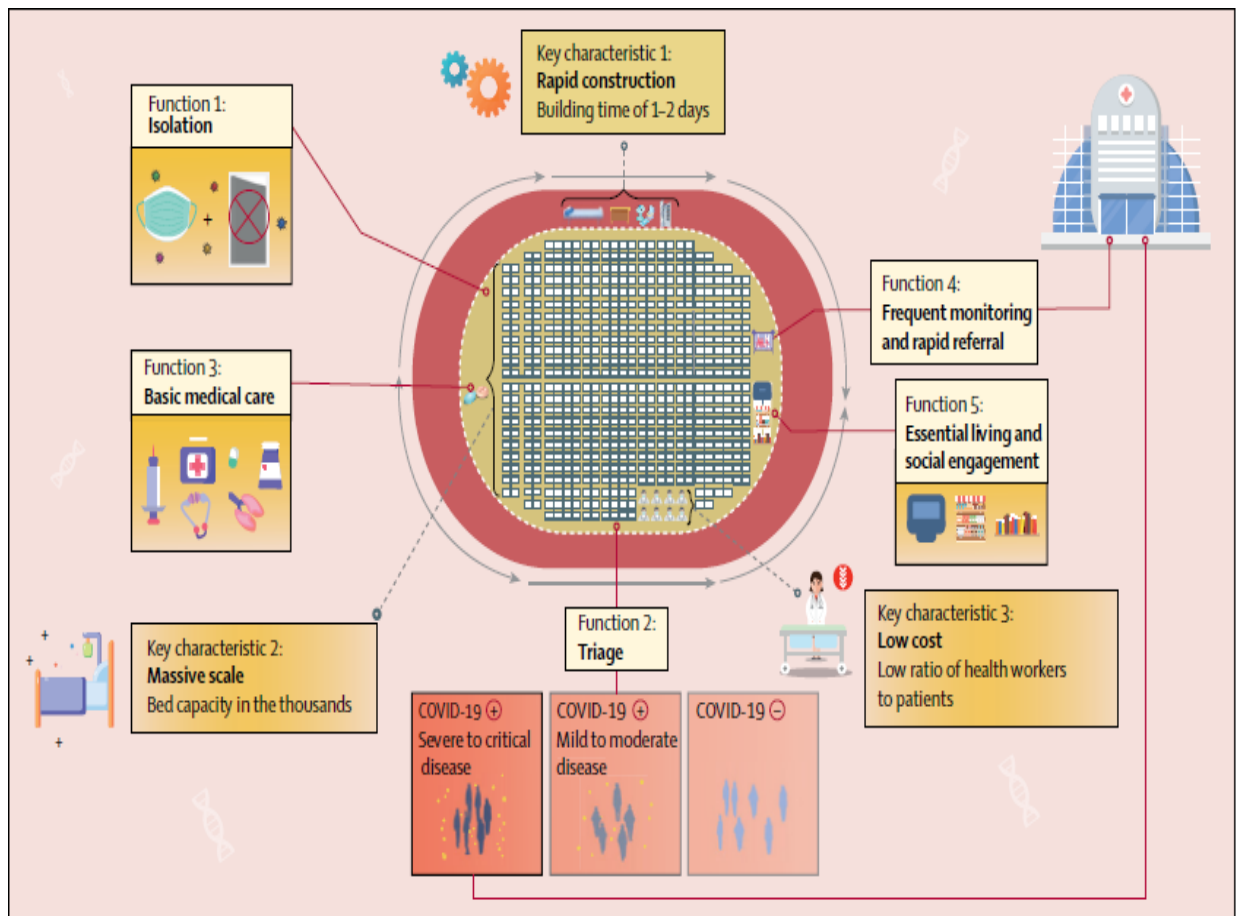 Key characteristic 1:
Rapid construction
Building time of 1–2 days
Function 1:
Isolation
Function 4:
Frequent monitoring
and rapid referral
Function 3:
Basic medical care
Function 5:
Essential living and
social engagement
Key characteristic 2:
Massive scale
Bed capacity in the thousands
Function 2:
Triage
Key characteristic 3:
Low cost
Low ratio of health workers
to patients
COVID-19 +
Severe to critical
disease
COVID-19 +
Mild to moderate
disease
COVID-19 −